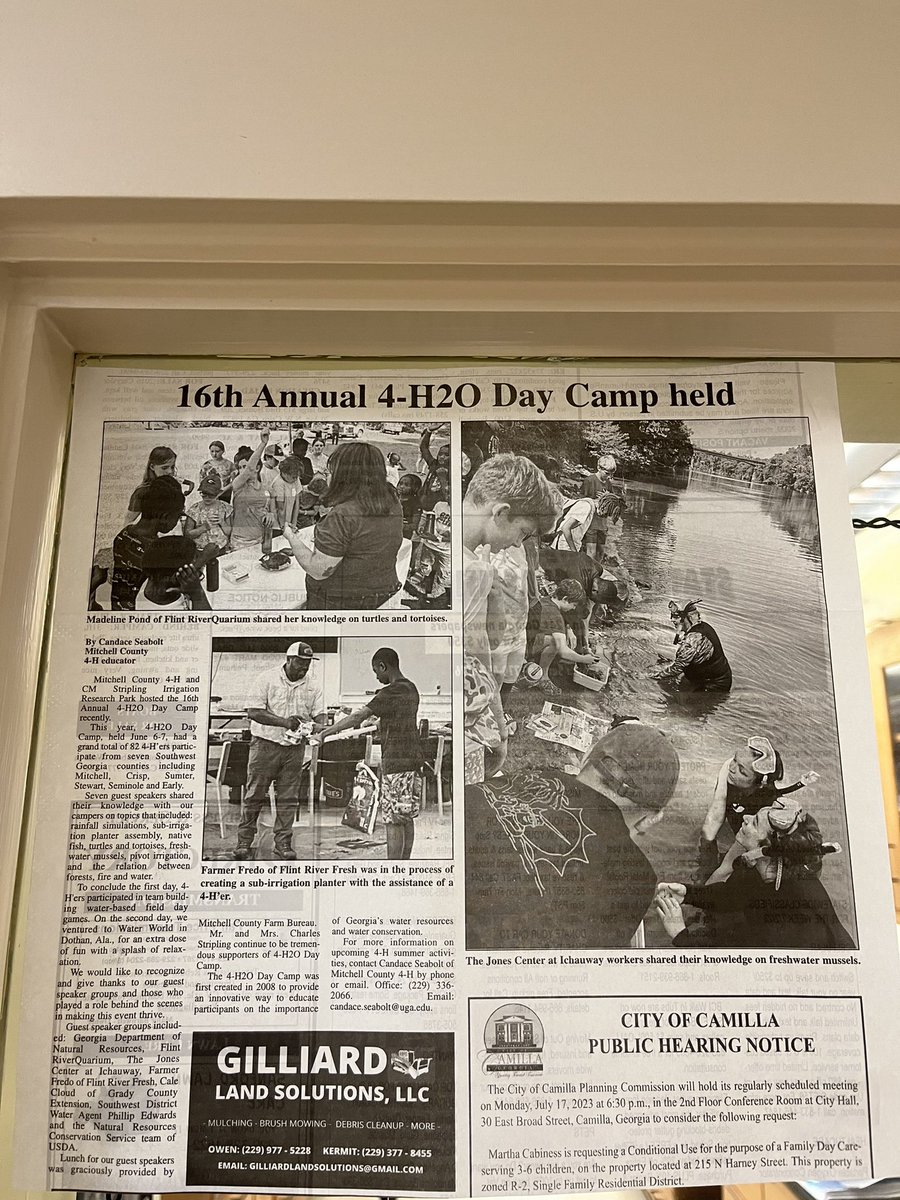 16th Annual 4-H2O Day Camp held
Madeline Pond of Flint RiverQuarium shared her knowledge on turtles and tortoises.
By Candace Seabolt
Mitchell County
4-H educator
Mitchell County 4-H and
CM Stripling Irrigation
Research Park hosted the 16th
Annual 4-H2O Day Camp
recently.
This year, 4-H2O Day
Camp, held June 6-7, had a
grand total of 82 4-H'ers partic-
ipate from seven Southwest
Georgia counties including
Mitchell, Crisp, Sumter,
Stewart, Seminole and Early.
Seven guest speakers shared
their knowledge with our
campers on topics that included:
rainfall simulations, sub-irriga-
tion planter assembly, native
fish, turtles and tortoises, fresh-
water mussels, pivot irrigation,
and the relation between
forests, fire and water.
To conclude the first day, 4-
H'ers participated in team build-
ing water-based field day
games. On the second day, we
ventured to Water World in
Dothan, Ala., for an extra dose
of fun with a splash of relax-
ation.
We would like to recognize
and give thanks to our guest
speaker groups and those who
played a role behind the scenes
in making this event thrive.
Guest speaker groups includ-
ed: Georgia Department of
Natural Resources, Flint
RiverQuarium, The Jones
Center at Ichauway, Farmer
Fredo of Flint River Fresh, Cale
Cloud of Grady County
Extension, Southwest District
Water Agent Phillip Edwards
and the Natural Resources
Conservation Service team of
USDA.
Lunch for our guest speakers
was graciously provided by
Farmer Fredo of Flint River Fresh was in the process of
creating a sub-irrigation planter with the assistance of a
4-H'er.
Mitchell County Farm Bureau.
Mr. and Mrs. Charles
Stripling continue to be tremen-
dous supporters of 4-H2O Day
Camp.
The 4-H2O Day Camp was
first created in 2008 to provide
an innovative way to educate
participants on the importance
of Georgia's water resources
and water conservation.
For more information on
upcoming 4-H summer activi-
ties, contact Candace Seabolt of
Mitchell County 4-H by phone
or email. Office: (229) 336-
2066. Email:
candace.seabolt@uga.edu.
The Jones Center at Ichauway workers shared their knowledge on freshwater mussels.
GILLIARD
LAND SOLUTIONS, LLC
- MULCHING - BRUSH MOWING - DEBRIS CLEANUP - MORE -
OWEN: (229) 977 - 5228 KERMIT: (229) 377 - 8455
EMAIL: GILLIARDLANDSOLUTIONS@GMAIL.COM
CAMILLA
GEORGIA
CITY OF CAMILLA
PUBLIC HEARING NOTICE
The City of Camilla Planning Commission will hold its regularly scheduled meeting
on Monday, July 17, 2023 at 6:30 p.m., in the 2nd Floor Conference Room at City Hall,
30 East Broad Street, Camilla, Georgia to consider the following request:
Martha Cabiness is requesting a Conditional Use for the purpose of a Family Day Care-
serving 3-6 children, on the property located at 215 N Harney Street. This property is
zoned R-2, Single Family Residential District.